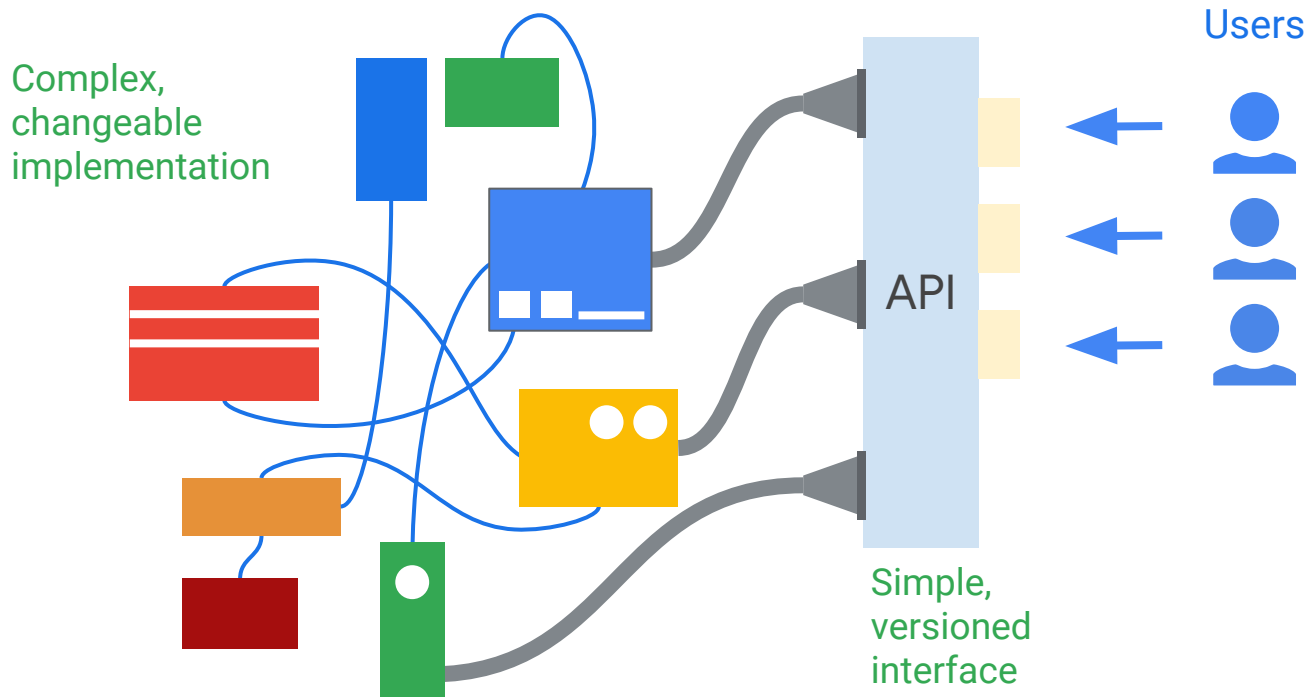 Complex,
changeable
implementation
Users
API
Simple,
versioned
interface